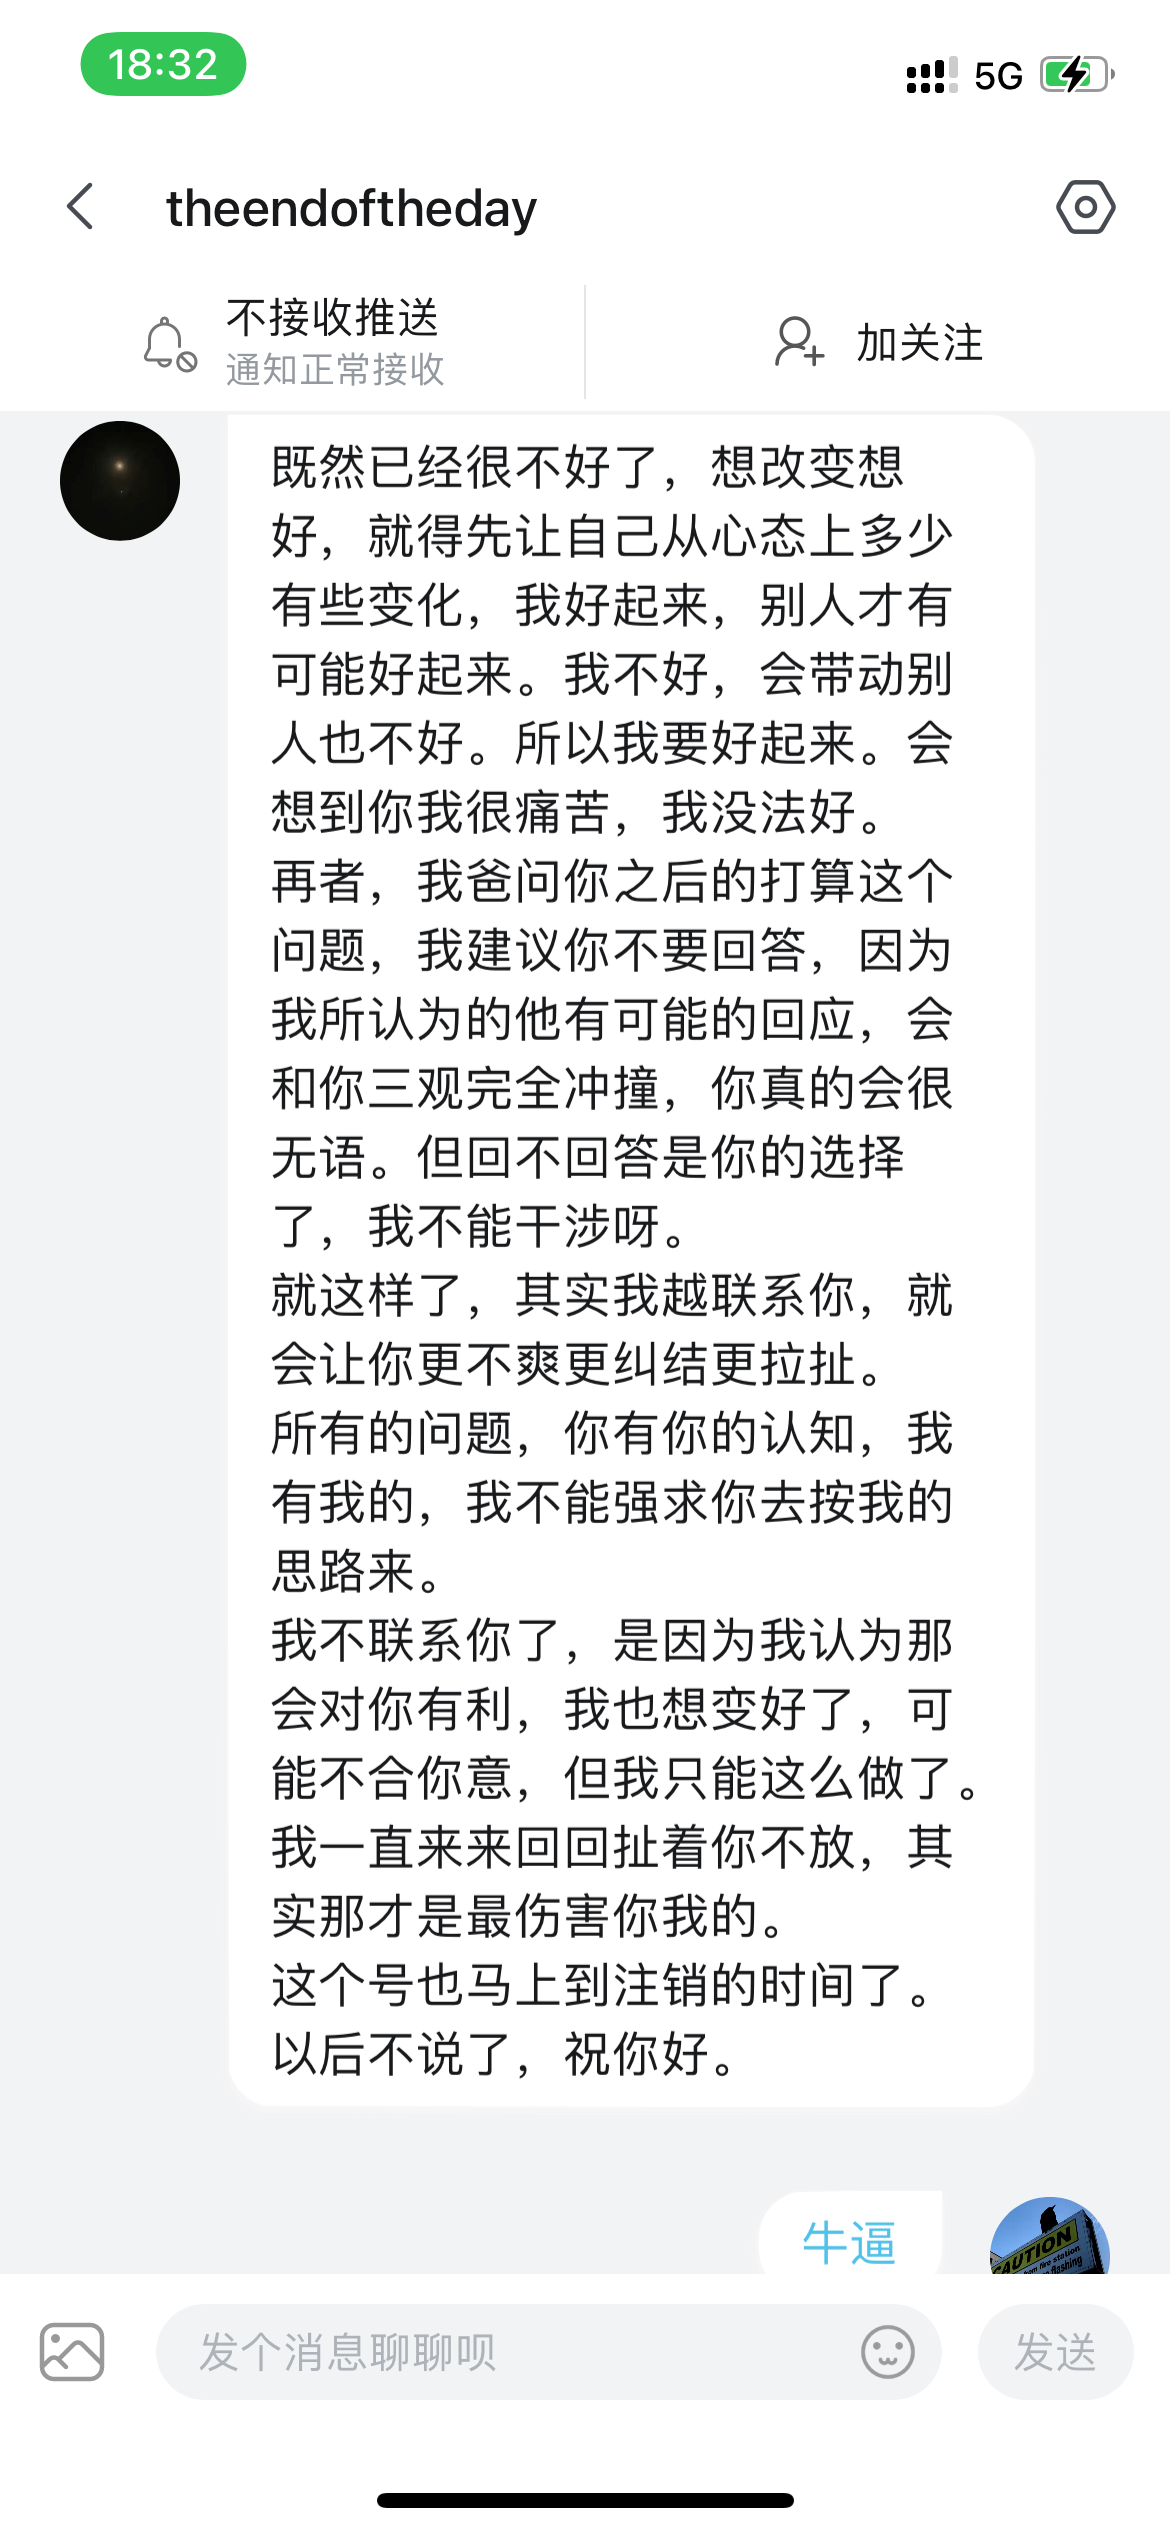 18:32
5G
theendoftheday
不接收推送
通知正常接收
加关注
既然已经很不好了，想改变想
好，就得先让自己从心态上多少
有些变化，我好起来，别人才有
可能好起来。我不好，会带动别
人也不好。所以我要好起来。会
想到你我很痛苦，我没法好。
再者，我爸问你之后的打算这个
问题，我建议你不要回答，因为
我所认为的他有可能的回应，会
和你三观完全冲撞，你真的会很
无语。但回不回答是你的选择
了，我不能干涉呀。
就这样了，其实我越联系你，就
会让你更不爽更纠结更拉扯。
所有的问题，你有你的认知，我
有我的，我不能强求你去按我的
思路来。
我不联系你了，是因为我认为那
会对你有利，我也想变好了，可
能不合你意，但我只能这么做了。
我一直来来回回扯着你不放，其
实那才是最伤害你我的。
这个号也马上到注销的时间了。
以后不说了，祝你好。
牛逼
CAUTION
fire station
flashing
发个消息聊聊呗
发送